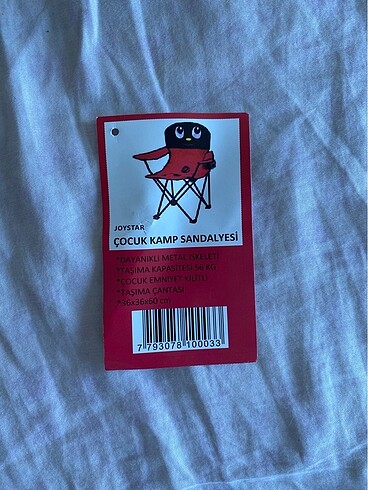 JOYSTAR
ÇOCUK KAMP SANDALYESİ
*DAYANIKLI METAL İSKELETİ
*TAŞIMA KAPASİTESİ 56 KG
*ÇOCUK EMNİYET KİLİTLİ
*TAŞIMA ÇANTASI
*36x36x60 cm
7 793078 100033